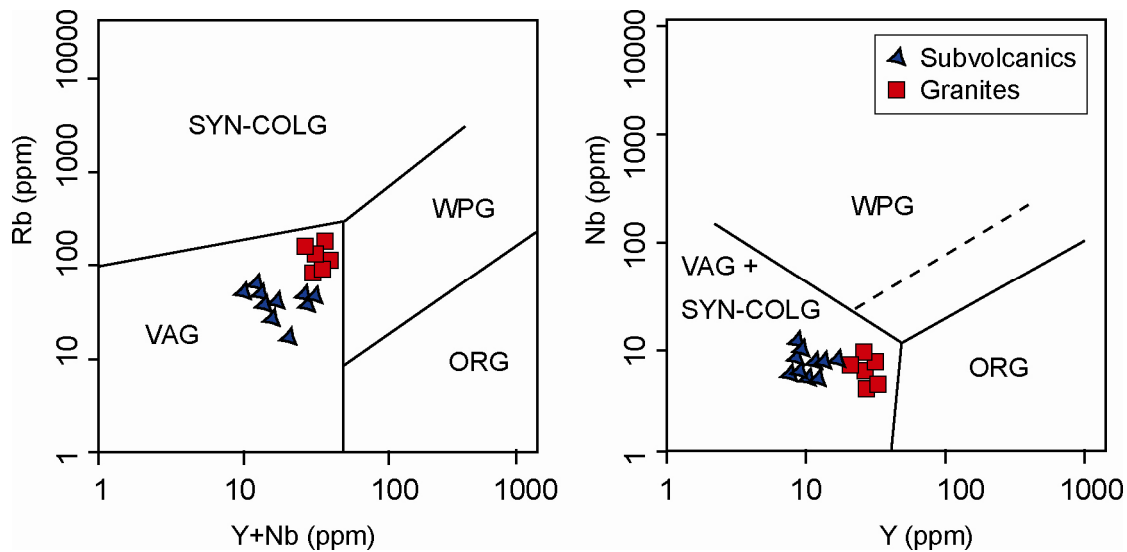 10000
1000
100
10
1
Rb (ppm)
SYN-COLG
WPG
VAG
ORG
1
10
100
1000
Y+Nb (ppm)
10000
1000
100
10
1
Nb (ppm)
Subvolcanics
Granites
WPG
VAG +
SYN-COLG
ORG
1
10
100
1000
Y (ppm)